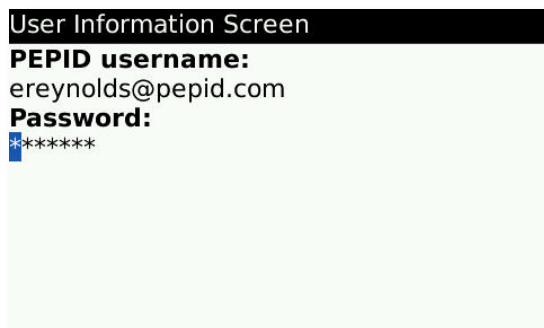 User Information Screen
PEPID username:
ereynolds@pepid.com
Password:
*******